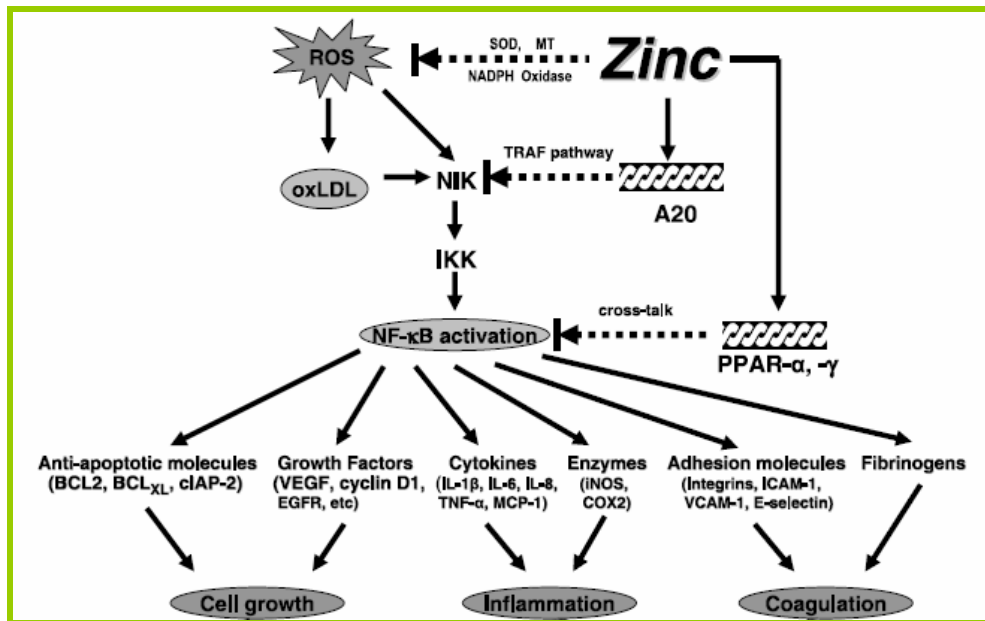 ROS
SOD, MT
NADPH Oxidase
Zinc
TRAF pathway
oxLDL
NIK
A20
IKK
cross-talk
NF-κB activation
PPAR-α, -γ
Anti-apoptotic molecules
(BCL2, BCLXL, cIAP-2)
Growth Factors
(VEGF, cyclin D1,
EGFR, etc)
Cytokines
(IL-1β, IL-6, IL-8,
TNF-α, MCP-1)
Enzymes
(iNOS,
COX2)
Adhesion molecules
(Integrins, ICAM-1,
VCAM-1, E-selectin)
Fibrinogens
Cell growth
Inflammation
Coagulation